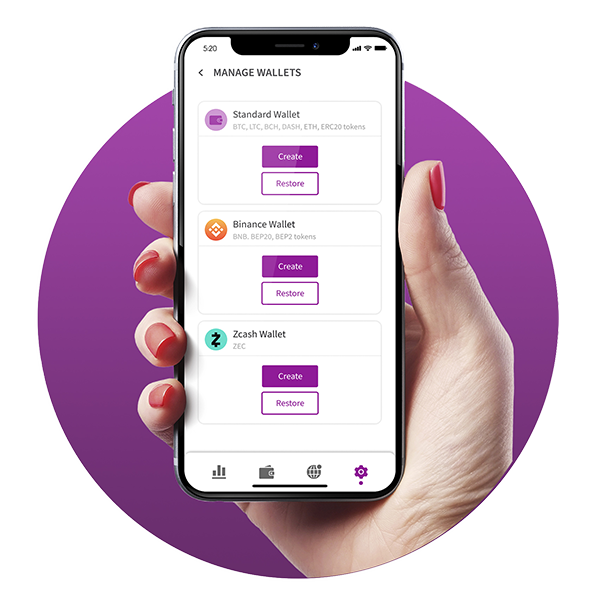 5:20
MANAGE WALLETS
Standard Wallet
BTC, LTC, BCH, DASH, ETH, ERC20 tokens
Create
Restore
Binance Wallet
BNB, BEP20, BEP2 tokens
Create
Restore
Zcash Wallet
ZEC
Create
Restore